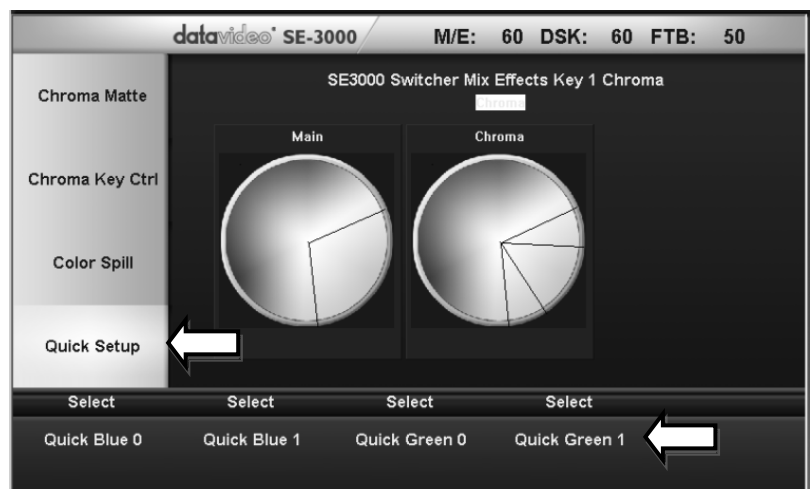 datavideo SE-3000 M/E: 60 DSK: 60 FTB: 50
SE3000 Switcher Mix Effects Key 1 Chroma
Chroma
Main Chroma
Chroma Matte
Chroma Key Ctrl
Color Spill
Quick Setup
Select Select Select Select
Quick Blue 0 Quick Blue 1 Quick Green 0 Quick Green 1